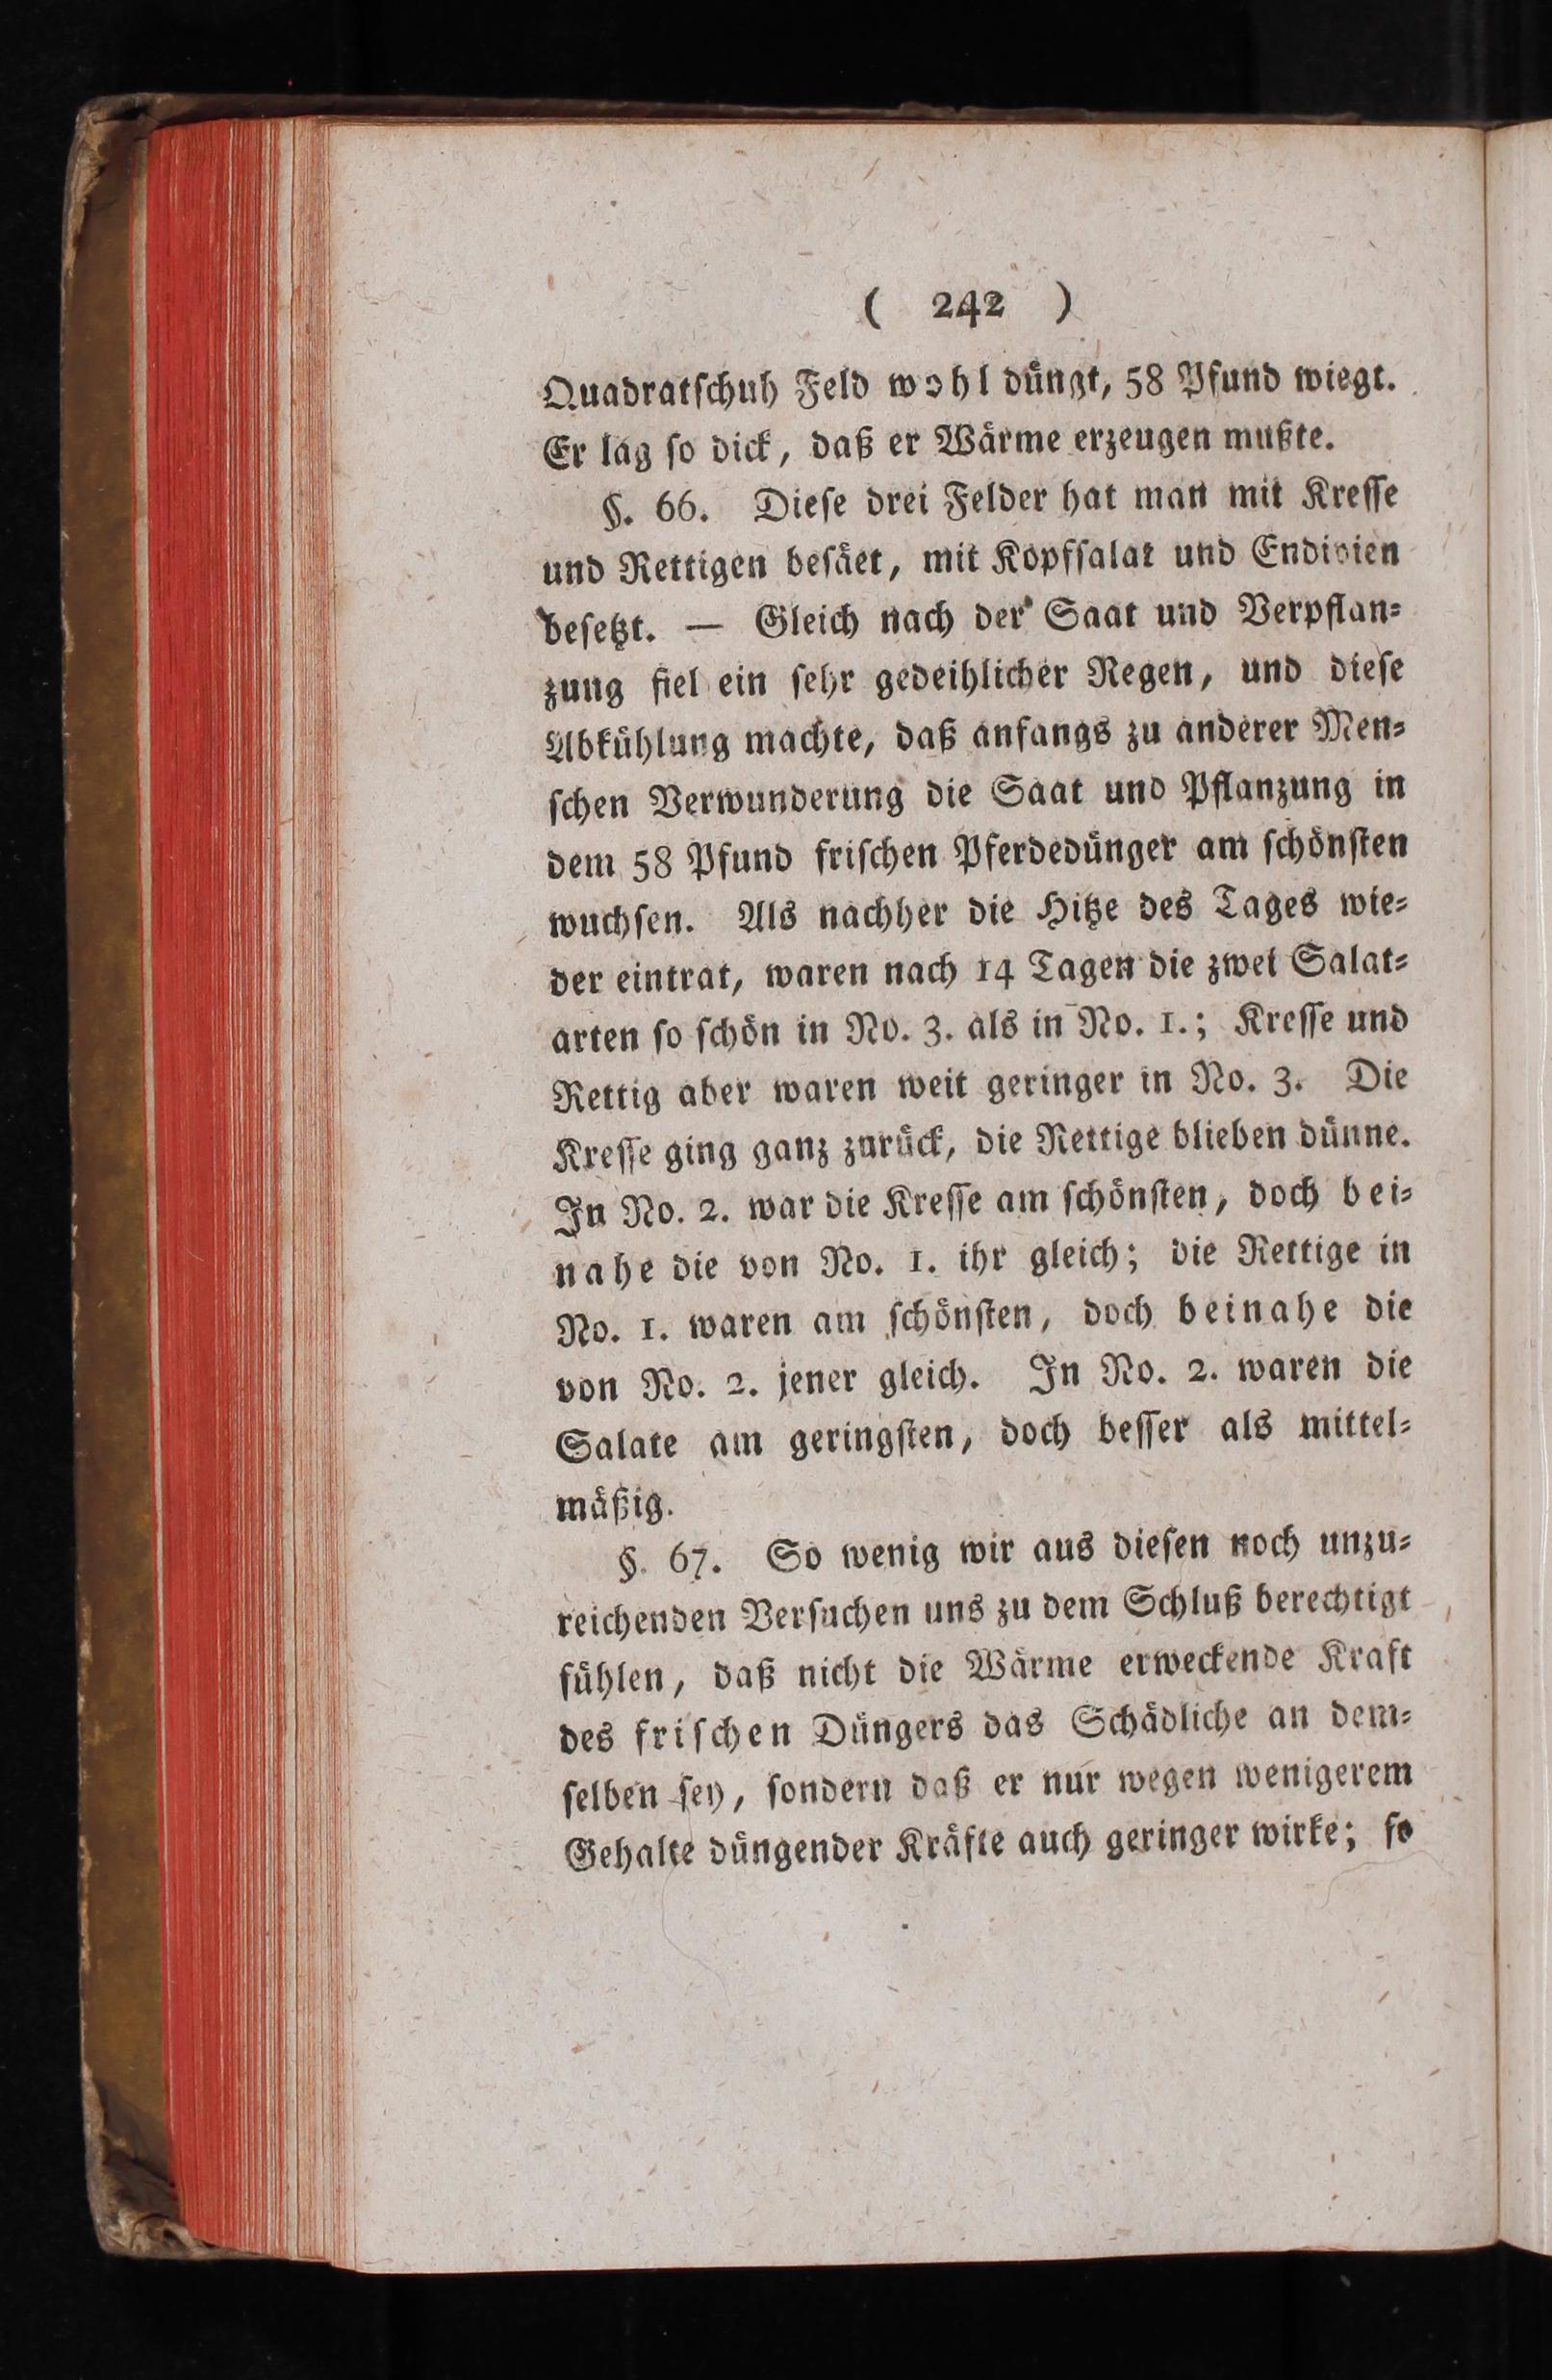 ( 242 )
Quadratſchuh Feld wohl düngt, 58 Pfund wiegt.
Er lag ſo dick, daß er Wärme erzeugen mußte.
§. 66. Dieſe drei Felder hat man mit Kreſſe
und Rettigen beſäet, mit Kopfſalat und Endivien
beſetzt. — Gleich nach der Saat und Verpflan⸗
zung fiel ein ſehr gedeihlicher Regen, und dieſe
Abkühlung machte, daß anfangs zu anderer Men⸗
ſchen Verwunderung die Saat und Pflanzung in
dem 58 Pfund friſchen Pferdedünger am ſchönſten
wuchſen. Als nachher die Hitze des Tages wie⸗
der eintrat, waren nach 14 Tagen die zwei Salat⸗
arten ſo ſchön in No. 3. als in No. 1.; Kreſſe und
Rettig aber waren weit geringer in No. 3. Die
Kreſſe ging ganz zurück, die Rettige blieben dünne.
In No. 2. war die Kreſſe am ſchönſten, doch bei⸗
nahe die von No. 1. ihr gleich; die Rettige in
No. 1. waren am ſchönſten, doch beinahe die
von No. 2. jener gleich. In No. 2. waren die
Salate am geringſten, doch beſſer als mittel⸗
mäßig.
§. 67. So wenig wir aus dieſen noch unzu⸗
reichenden Verſuchen uns zu dem Schluß berechtigt
fühlen, daß nicht die Wärme erweckende Kraft
des friſchen Düngers das Schädliche an dem⸗
ſelben ſey, ſondern daß er nur wegen wenigerem
Gehalte düngender Kräfte auch geringer wirke; ſo